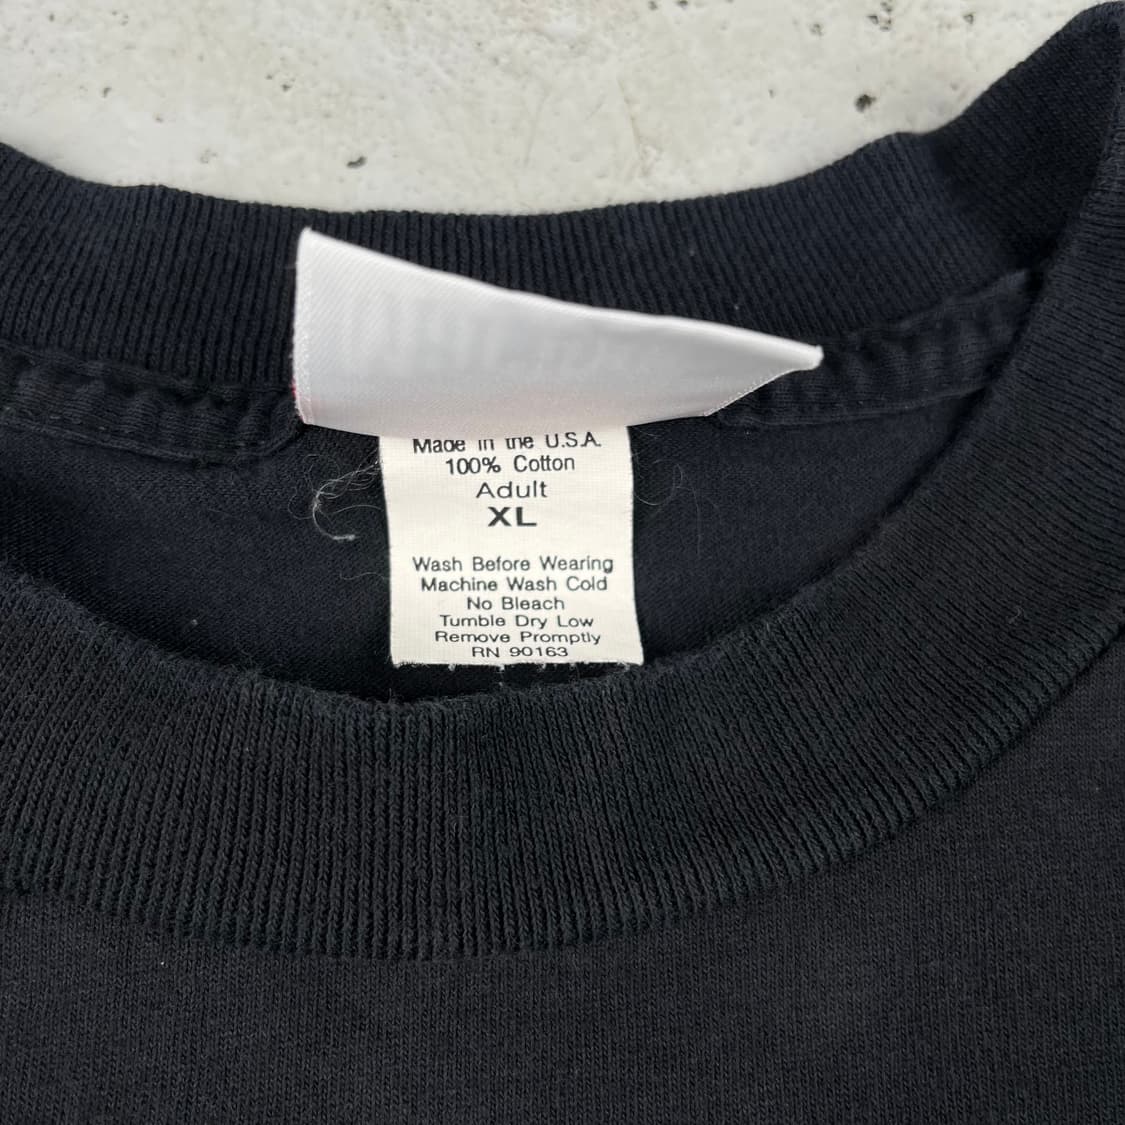 Made in the U.S.A.
100% Cotton
Adult
XL
Wash Before Wearing
Machine Wash Cold
No Bleach
Tumble Dry Low
Remove Promptly
RN 90163